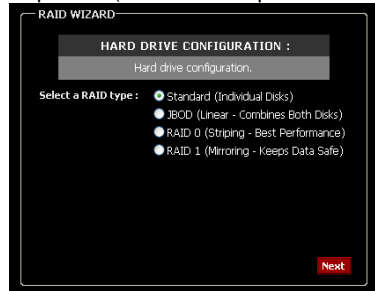 RAID WIZARD
HARD DRIVE CONFIGURATION :
Hard drive configuration.
Select a RAID type : Standard (Individual Disks)
JBOD (Linear - Combines Both Disks)
RAID 0 (Striping - Best Performance)
RAID 1 (Mirroring - Keeps Data Safe)
Next